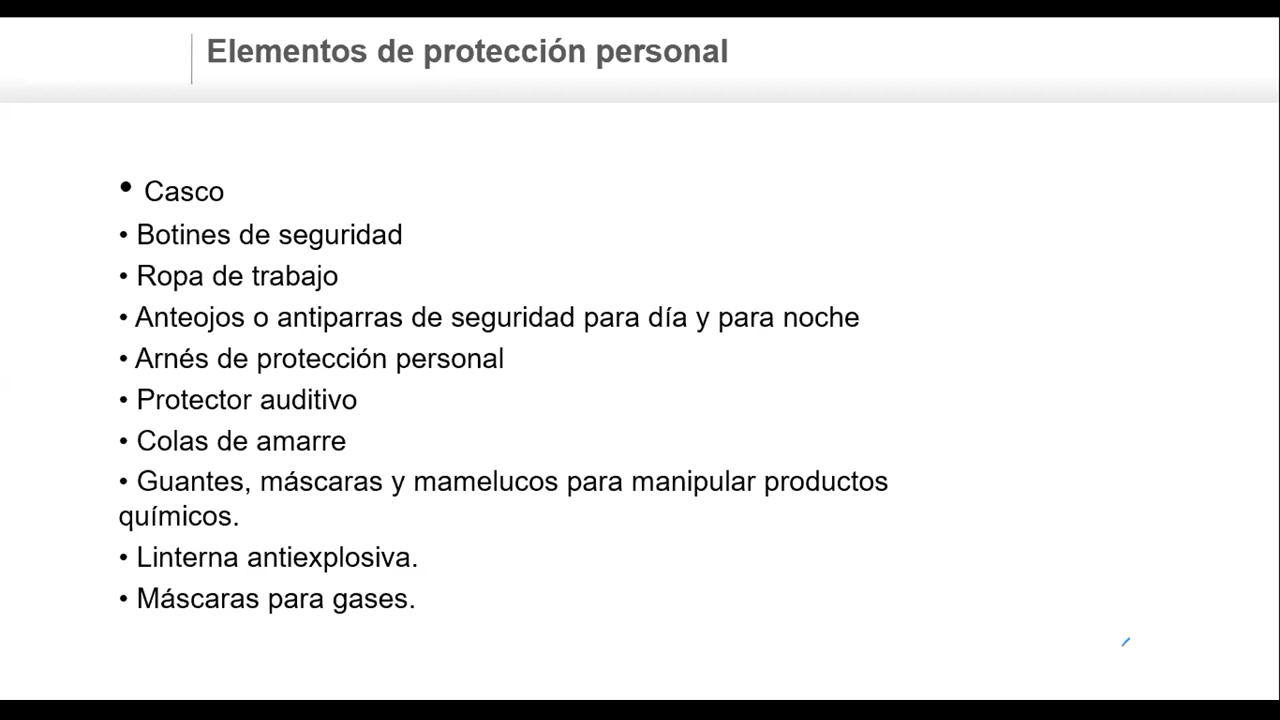 Elementos de protección personal
• Casco
• Botines de seguridad
• Ropa de trabajo
• Anteojos o antiparras de seguridad para día y para noche
• Arnés de protección personal
• Protector auditivo
• Colas de amarre
• Guantes, máscaras y mamelucos para manipular productos
químicos.
• Linterna antiexplosiva.
• Máscaras para gases.